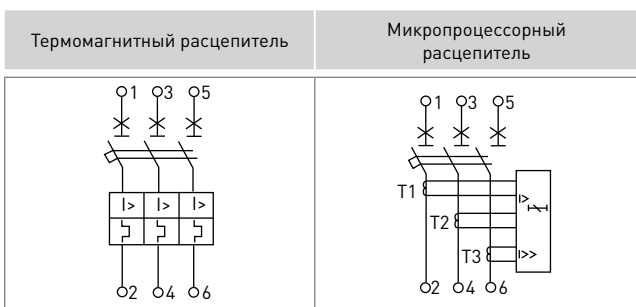 Термомагнитный расцепитель
Микропроцессорный
расцепитель
1 3 5
I> I> I>
2 4 6
1 3 5
T1
I>
T2
T3 I>>
2 4 6